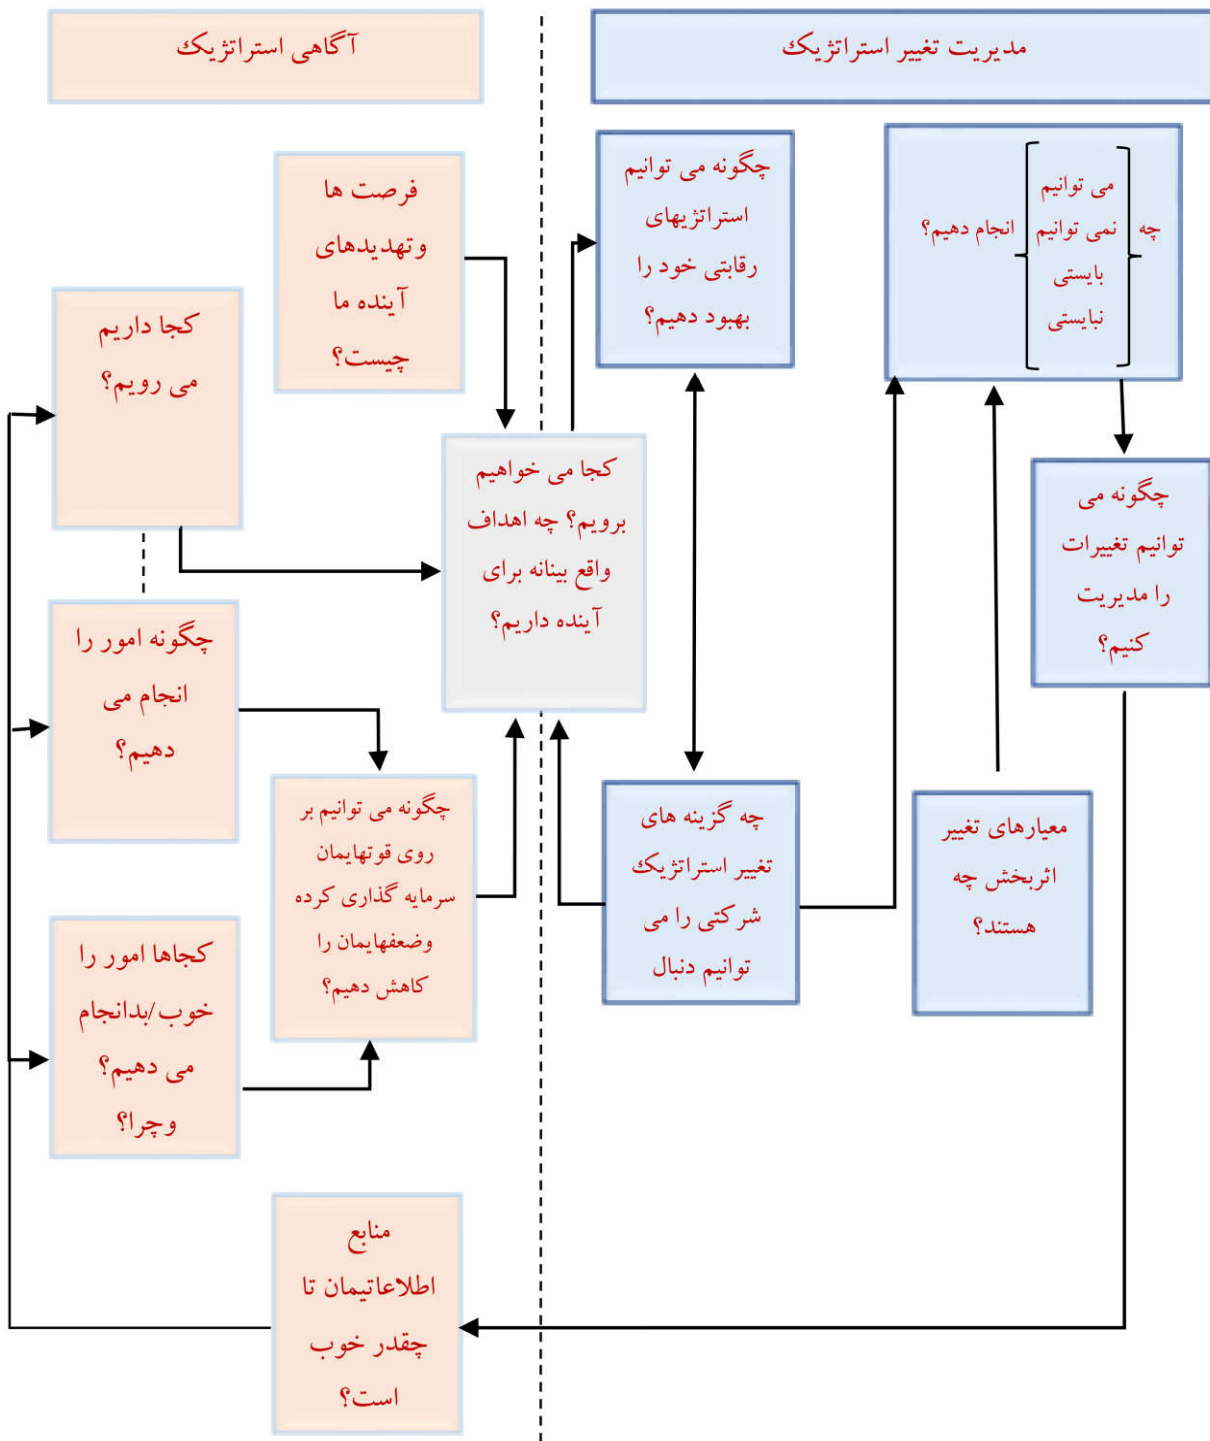 مدیریت تغییر استراتژیک
آگاهی استراتژیک
چه
می توانیم
نمی توانیم
بایستی
نبایستی
انجام دهیم؟
چگونه می توانیم
استراتژیهای
رقابتی خود را
بهبود دهیم؟
فرصت ها
وتهدیدهای
آینده ما
چیست؟
کجا داریم
می رویم؟
کجا می خواهیم
برویم؟ چه اهداف
واقع بینانه برای
آینده داریم؟
چگونه می
توانیم تغییرات
را مدیریت
کنیم؟
چگونه امور را
انجام می
دهیم؟
چگونه می توانیم بر
روی قوتهایمان
سرمایه گذاری کرده
وضعفهایمان را
کاهش دهیم؟
چه گزینه های
تغییر استراتژیک
شرکتی را می
توانیم دنبال
معیارهای تغییر
اثربخش چه
هستند؟
کجاها امور را
خوب/بدانجام
می دهیم؟
وچرا؟
منابع
اطلاعاتیمان تا
چقدر خوب
است؟